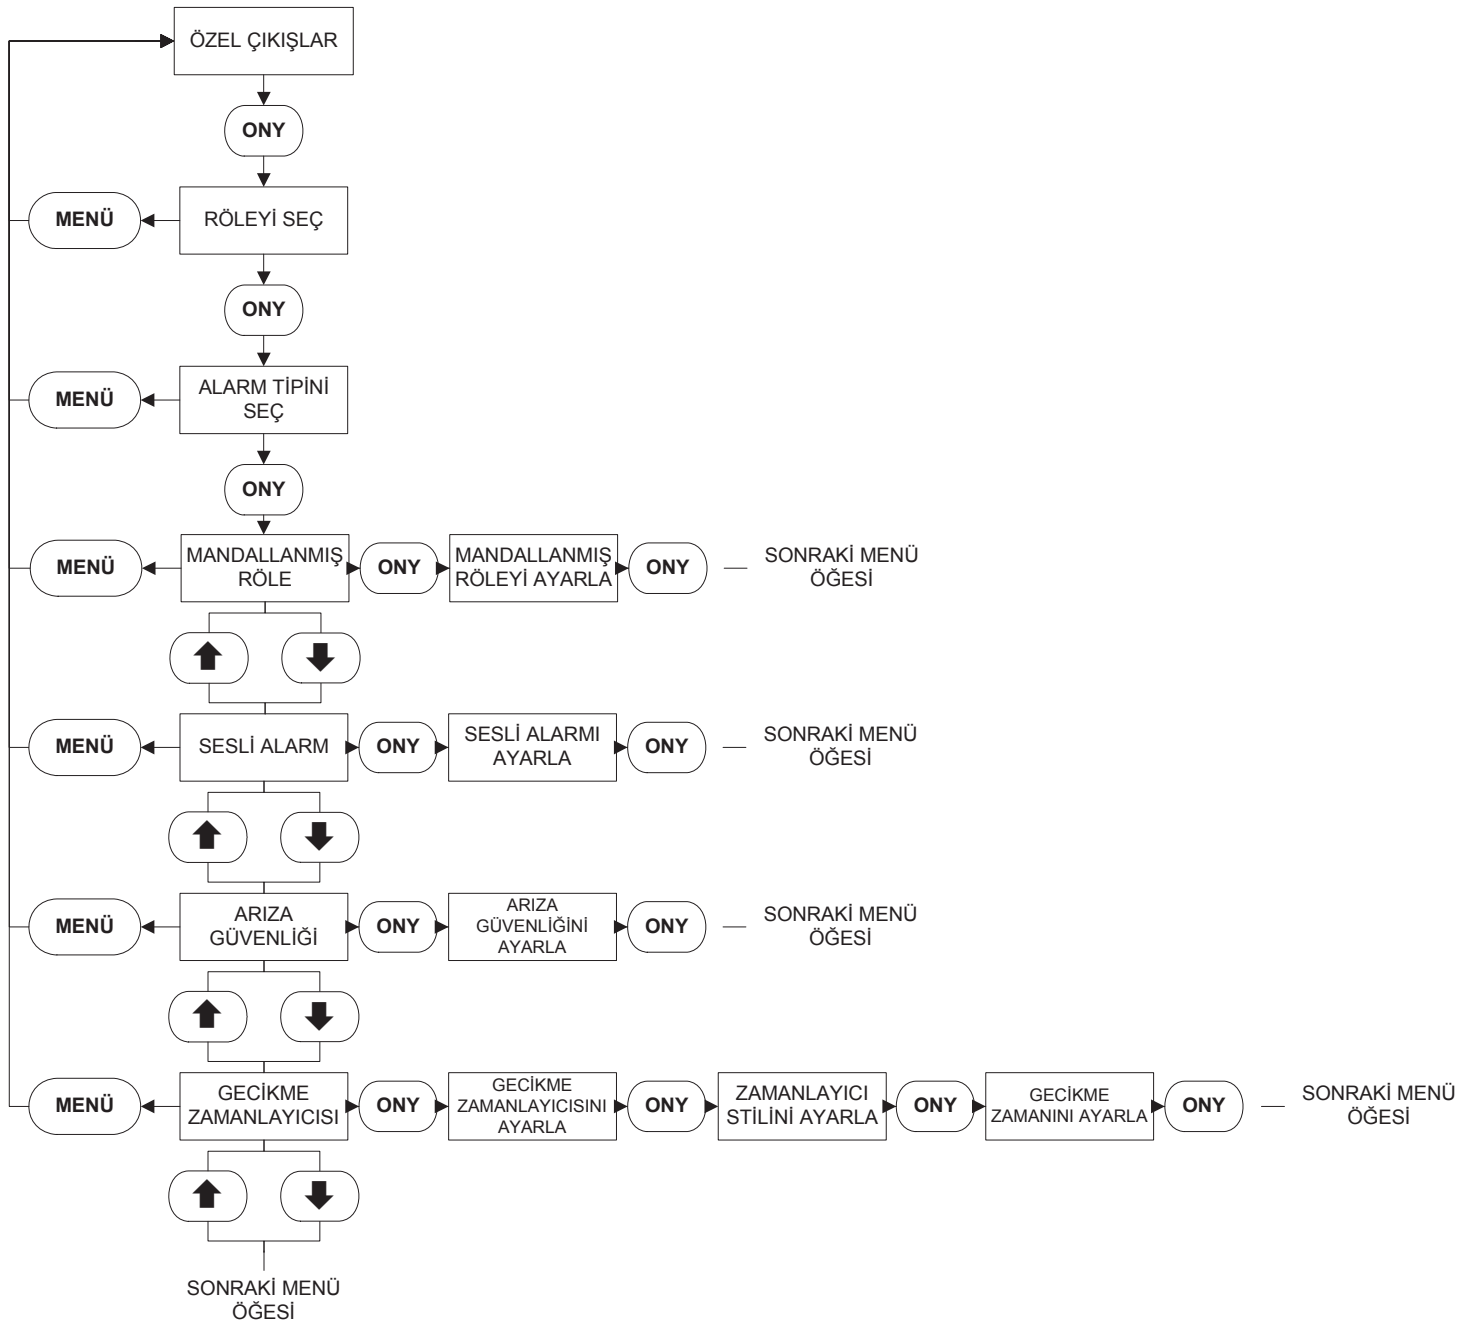 ÖZEL ÇIKIŞLAR
ONY
MENÜ
RÖLEYİ SEÇ
ONY
MENÜ
ALARM TİPİNİ
SEÇ
ONY
MENÜ
MANDALLANMIŞ
RÖLE
ONY
MANDALLANMIŞ
RÖLEYİ AYARLA
ONY
SONRAKİ MENÜ
ÖĞESİ
MENÜ
SESLİ ALARM
ONY
SESLİ ALARMI
AYARLA
ONY
SONRAKİ MENÜ
ÖĞESİ
MENÜ
ARIZA
GÜVENLİĞİ
ONY
ARIZA
GÜVENLİĞİNİ
AYARLA
ONY
SONRAKİ MENÜ
ÖĞESİ
MENÜ
GECİKME
ZAMANLAYICISI
ONY
GECİKME
ZAMANLAYICISINI
AYARLA
ONY
ZAMANLAYICI
STİLİNİ AYARLA
ONY
GECİKME
ZAMANINI AYARLA
ONY
SONRAKİ MENÜ
ÖĞESİ
SONRAKİ MENÜ
ÖĞESİ